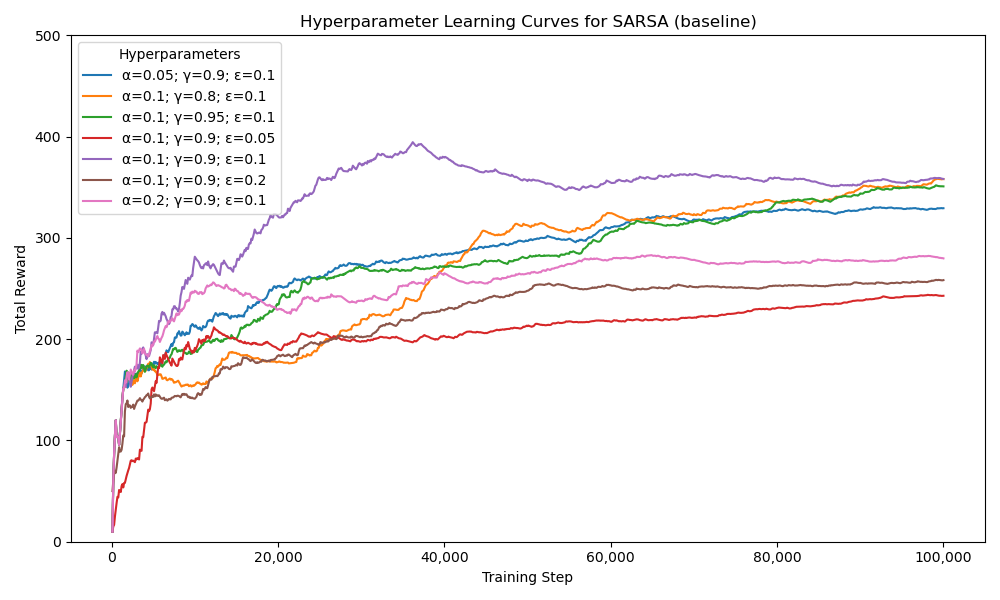 Hyperparameter Learning Curves for SARSA (baseline)
500
400
300
200
100
0
Total Reward
Hyperparameters
α=0.05; γ=0.9; ε=0.1
α=0.1; γ=0.8; ε=0.1
α=0.1; γ=0.95; ε=0.1
α=0.1; γ=0.9; ε=0.05
α=0.1; γ=0.9; ε=0.1
α=0.1; γ=0.9; ε=0.2
α=0.2; γ=0.9; ε=0.1
0 20,000 40,000 60,000 80,000 100,000
Training Step